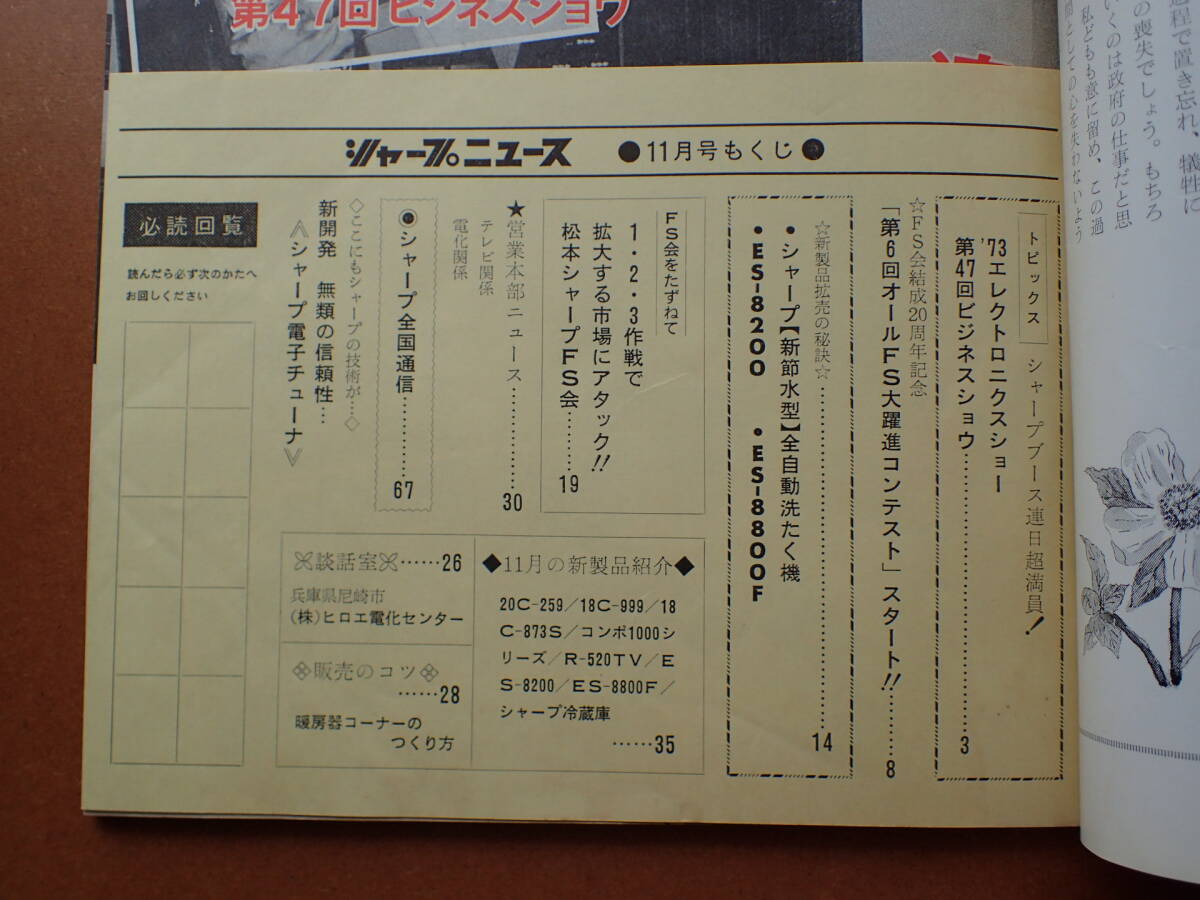 第47回ビジネスショウ
過程で置き忘れ、犠牲に
の喪失でしょう。もちろ
いくのは政府の仕事だと思
私どもも意に留め、この過
間としての心を失わないよう
シャープニュース ●11月号もくじ●
トピックス シャープブース連日超満員!
'73エレクトロニクスショー
第47回ビジネスショウ……………3
☆FS会結成20周年記念
「第6回オールFS大躍進コンテスト」スタート!!………8
☆新製品拡売の秘訣☆……………14
●シャープ【新節水型】全自動洗たく機
●ES-8200 ●ES-8800F
FS会をたずねて
1・2・3作戦で
拡大する市場にアタック!!
松本シャープFS会………19
★営業本部ニュース……………30
テレビ関係
電化関係
◉シャープ全国通信…………67
◇ここにもシャープの技術が…◇
新開発 無類の信頼性…
≪シャープ電子チューナ≫
必読回覧
読んだら必ず次のかたへ
お回しください
◆11月の新製品紹介◆
20C-259/18C-999/18
C-873S/コンポ1000シ
リーズ/R-520TV/E
S-8200/ES-8800F/
シャープ冷蔵庫
……35
談話室……26
兵庫県尼崎市
(株)ヒロエ電化センター
販売のコツ
……28
暖房器コーナーの
つくり方